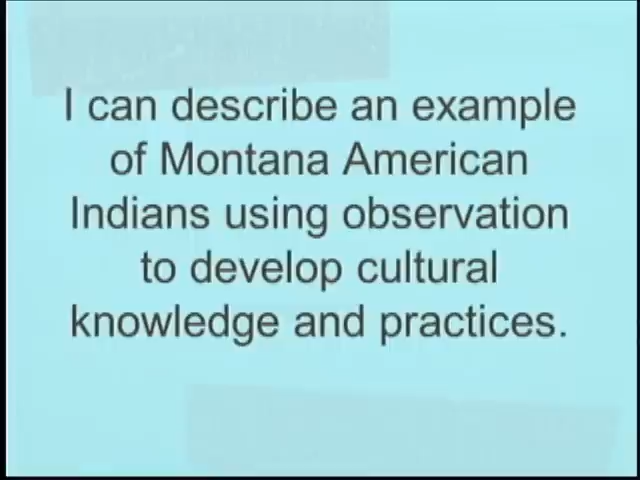 I can describe an example
of Montana American
Indians using observation
to develop cultural
knowledge and practices.